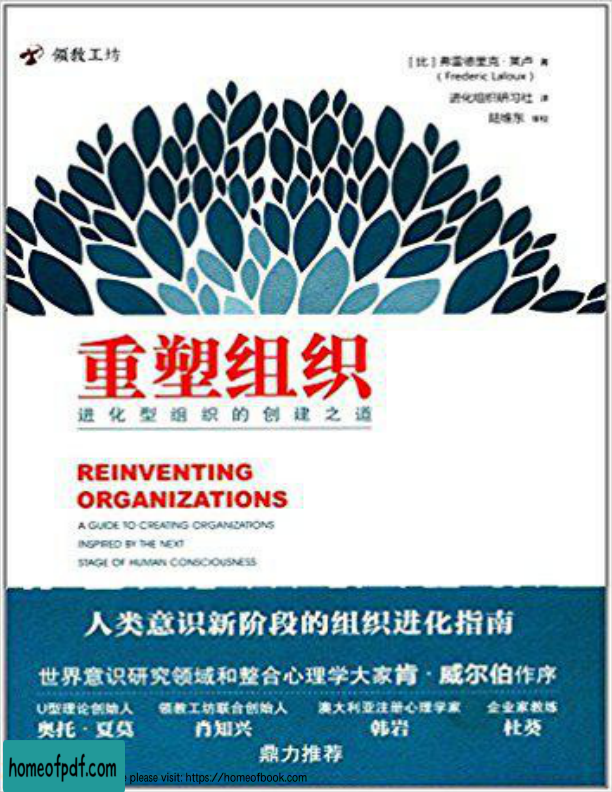 领教工坊
[比] 弗雷德里克·莱卢 著
( Frederic Laloux )
进化组织研习社 译
陆维东 审校
重塑组织
进化型组织的创建之道
REINVENTING
ORGANIZATIONS
A GUIDE TO CREATING ORGANIZATIONS
INSPIRED BY THE NEXT
STAGE OF HUMAN CONSCIOUSNESS
人类意识新阶段的组织进化指南
世界意识研究领域和整合心理学大家肯·威尔伯作序
U型理论创始人 领教工坊联合创始人 澳大利亚注册心理学家 企业家教练
奥托·夏莫 肖知兴 韩岩 杜葵
鼎力推荐
homeofpdf.com
please visit: https://homeofbook.com